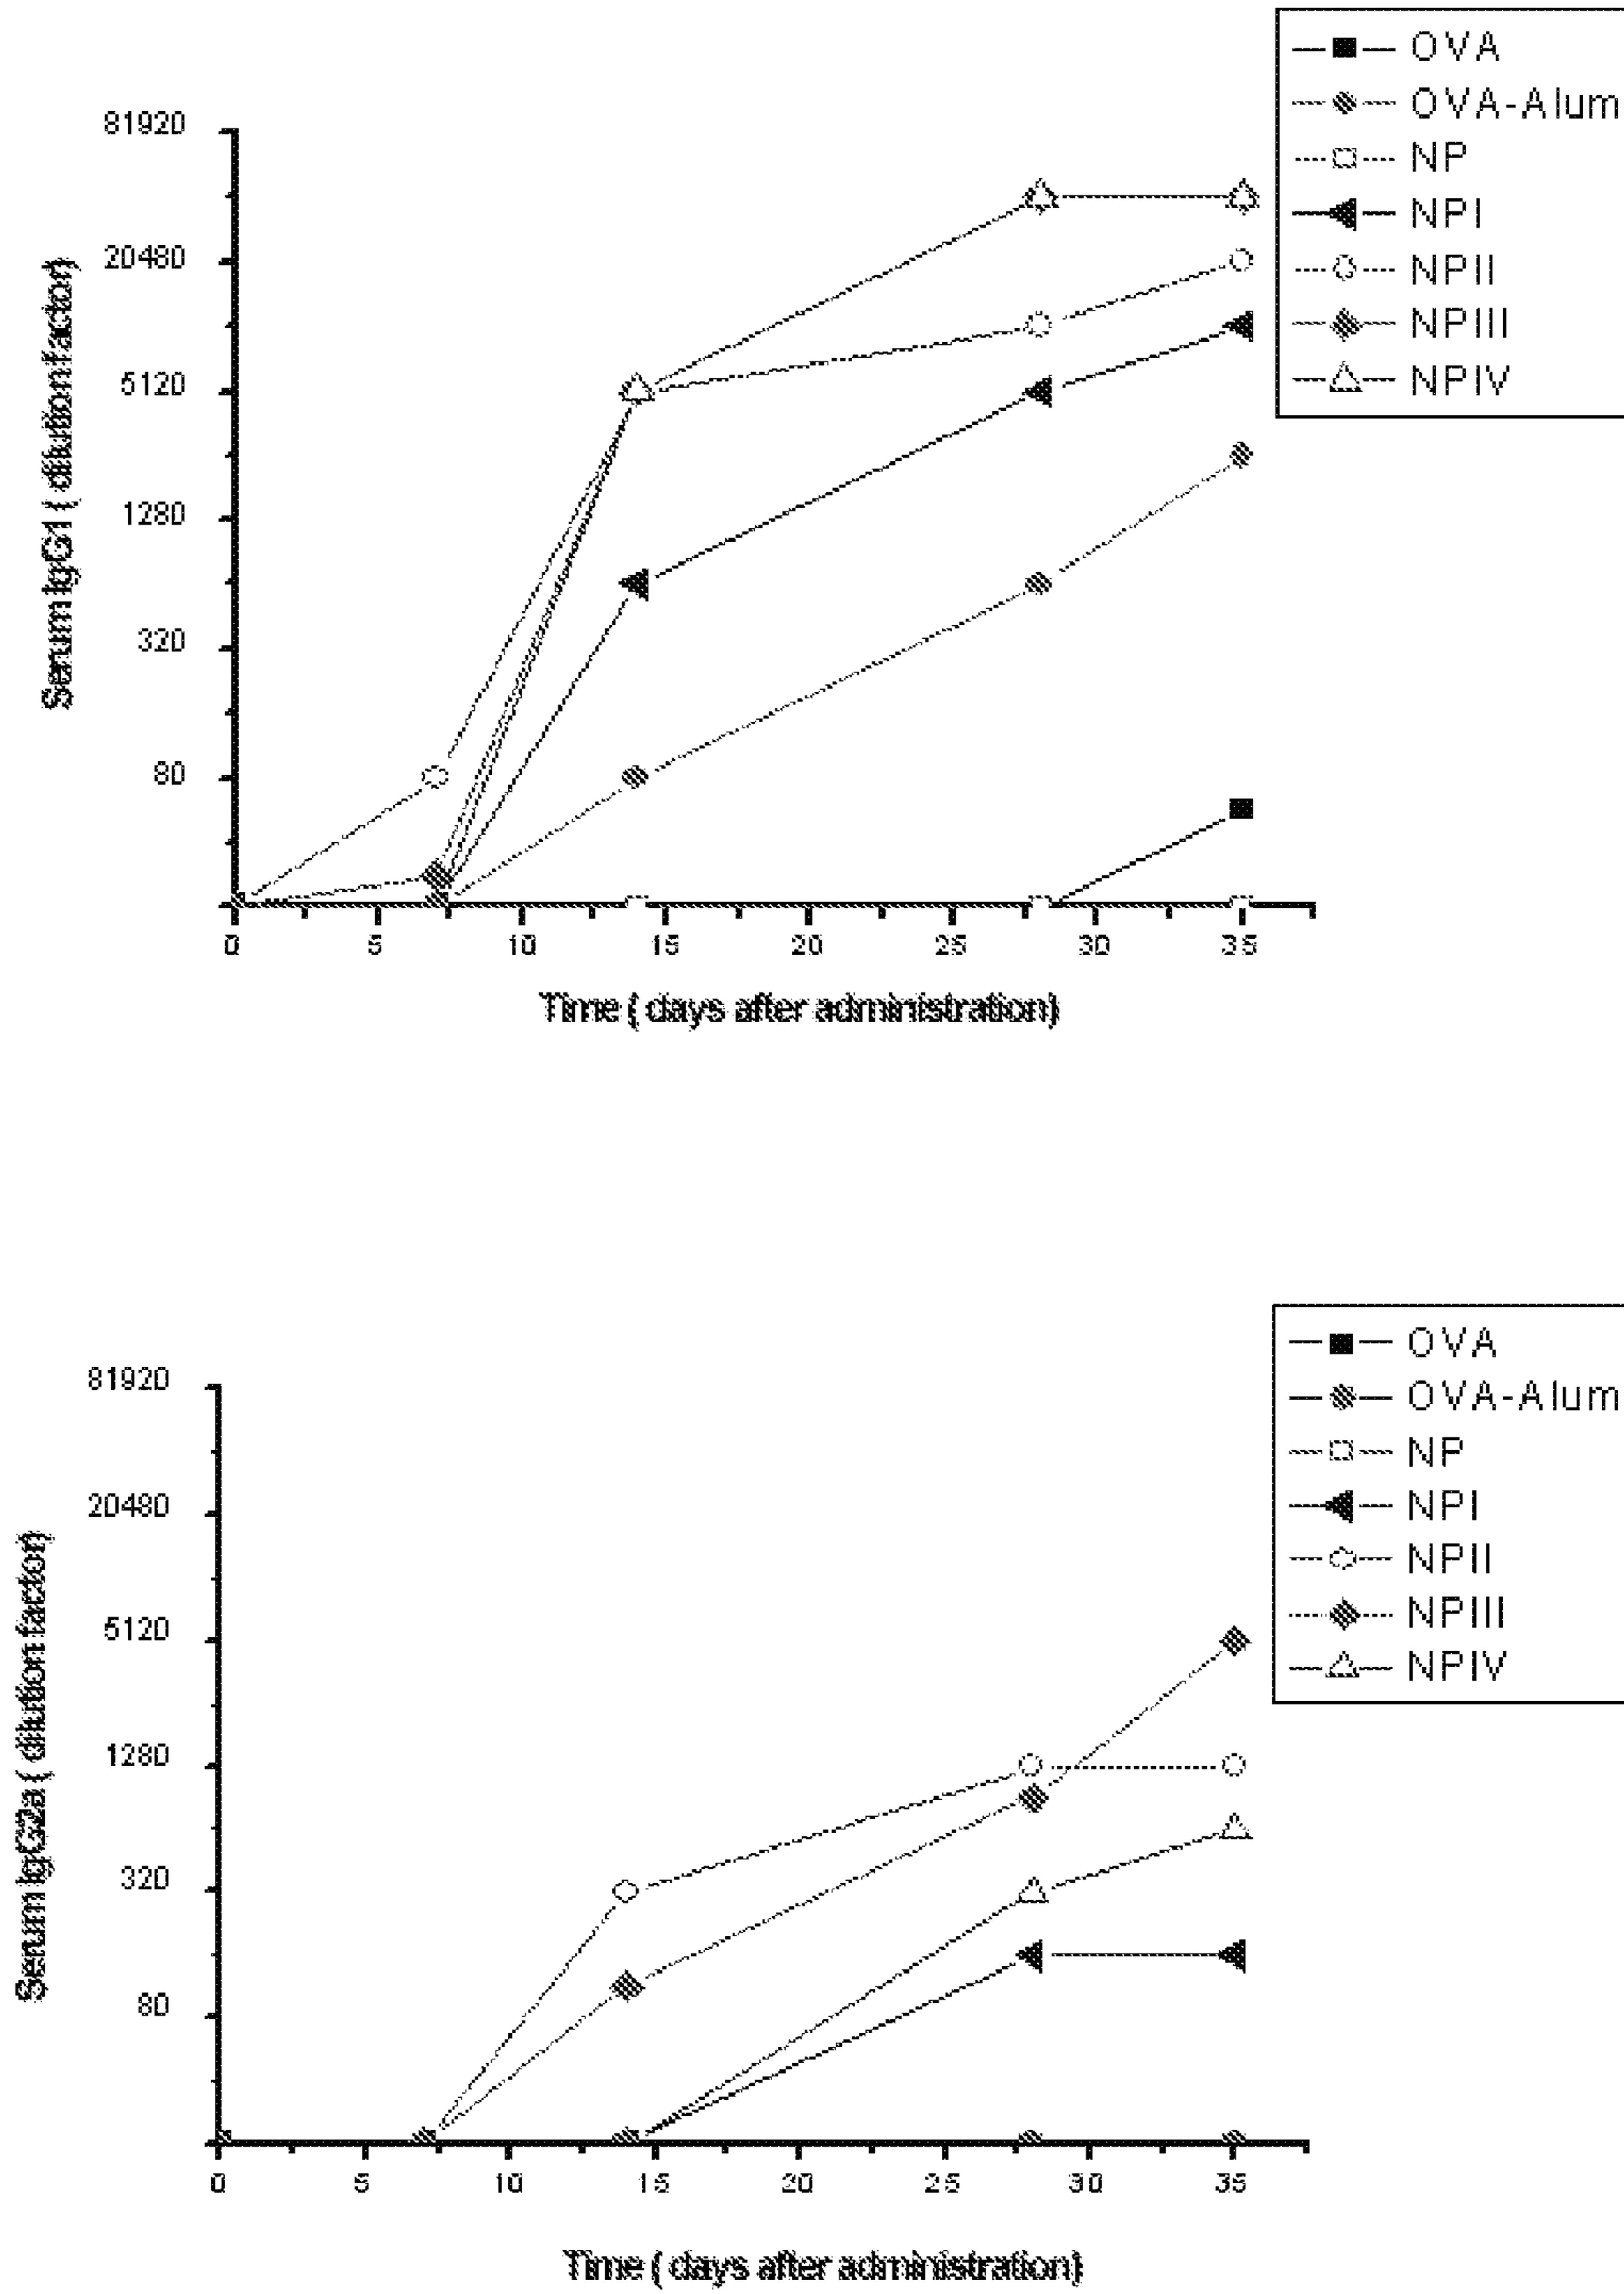 OVA
OVA-Alum
NP
NPI
NPII
NPIII
NPIV
81920
20480
5120
1280
320
80
Serum IgG1 ( dilution factor)
0 5 10 15 20 25 30 35
Time ( days after administration)
OVA
OVA-Alum
NP
NPI
NPII
NPIII
NPIV
81920
20480
5120
1280
320
80
Serum IgG2a ( dilution factor)
0 5 10 15 20 25 30 35
Time ( days after administration)